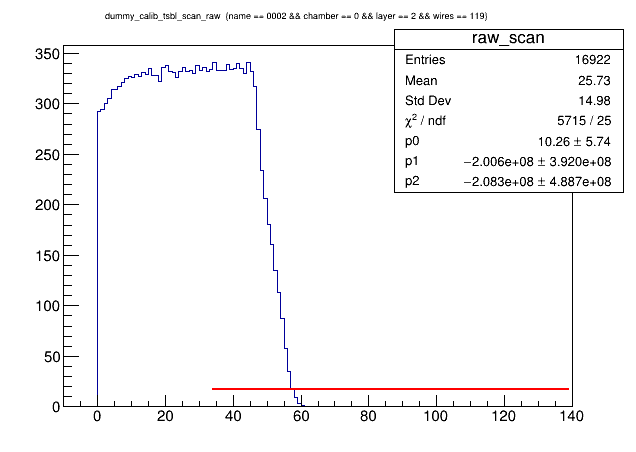 dummy_calib_tsbl_scan_raw (name == 0002 && chamber == 0 && layer == 2 && wires == 119)
raw_scan
Entries 16922
Mean 25.73
Std Dev 14.98
χ² / ndf 5715 / 25
p0 10.26 ± 5.74
p1 −2.006e+08 ± 3.920e+08
p2 −2.083e+08 ± 4.887e+08
350
300
250
200
150
100
50
0
0 20 40 60 80 100 120 140